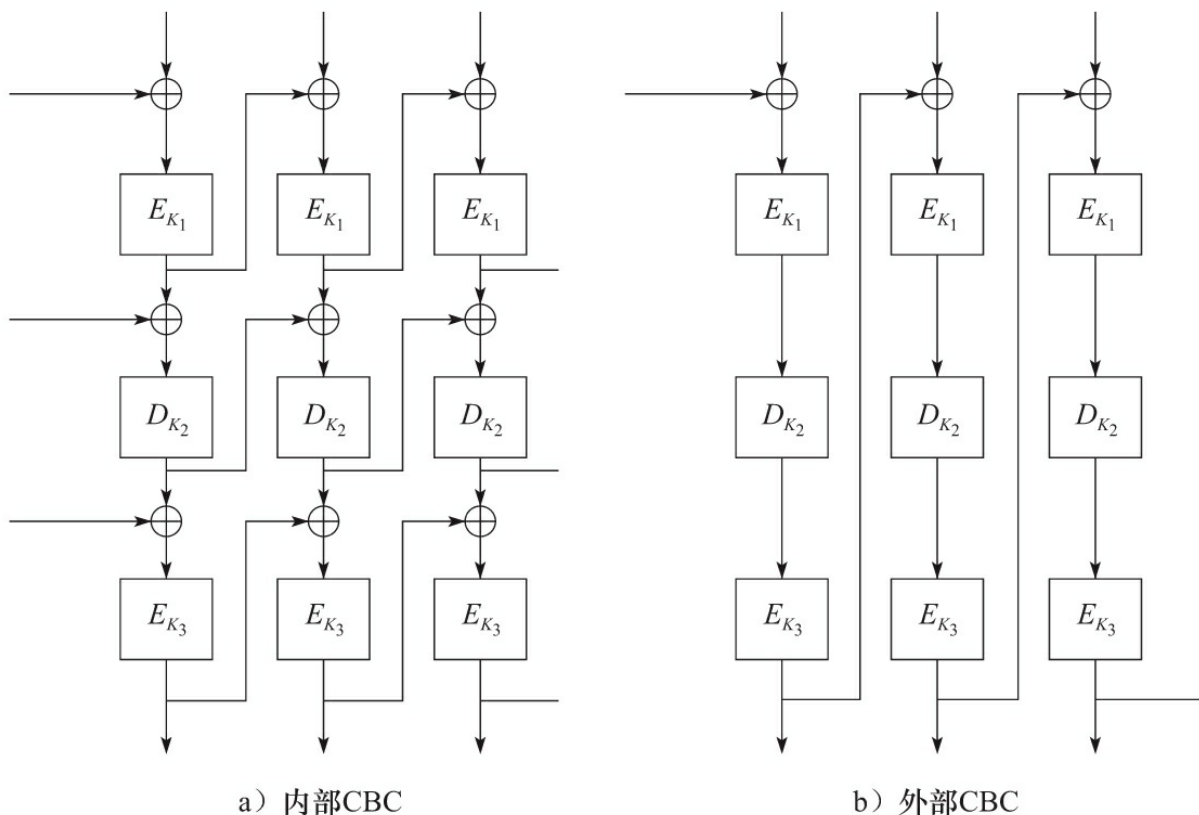 E_{K_1} E_{K_1} E_{K_1} E_{K_1} E_{K_1} E_{K_1}
D_{K_2} D_{K_2} D_{K_2} D_{K_2} D_{K_2} D_{K_2}
E_{K_3} E_{K_3} E_{K_3} E_{K_3} E_{K_3} E_{K_3}
a）内部CBC b）外部CBC